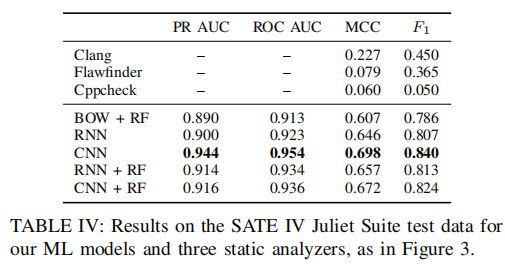 PR AUC ROC AUC MCC F1
Clang – – 0.227 0.450
Flawfinder – – 0.079 0.365
Cppcheck – – 0.060 0.050
BOW + RF 0.890 0.913 0.607 0.786
RNN 0.900 0.923 0.646 0.807
CNN 0.944 0.954 0.698 0.840
RNN + RF 0.914 0.934 0.657 0.813
CNN + RF 0.916 0.936 0.672 0.824
TABLE IV: Results on the SATE IV Juliet Suite test data for
our ML models and three static analyzers, as in Figure 3.